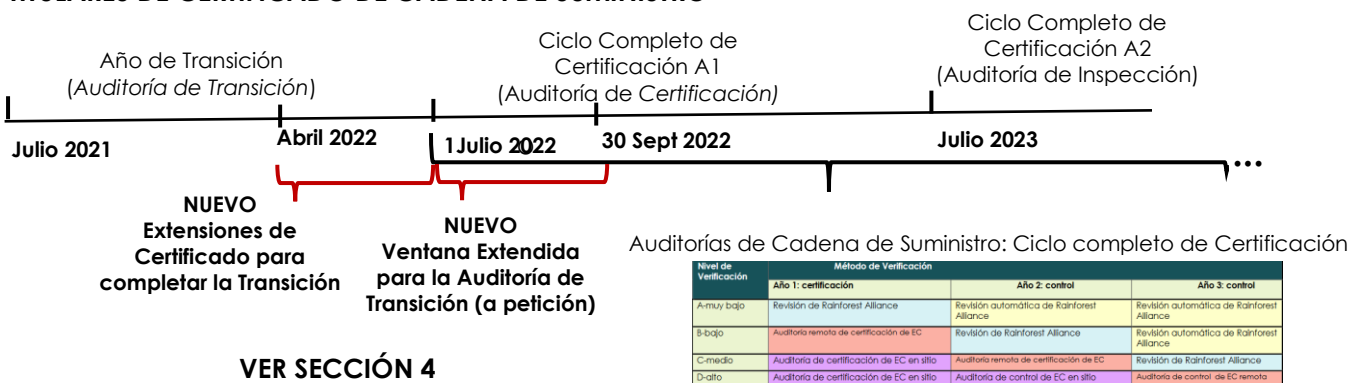 Año de Transición
(Auditoría de Transición)
Ciclo Completo de
Certificación A1
(Auditoría de Certificación)
Ciclo Completo de
Certificación A2
(Auditoría de Inspección)
Julio 2021
Abril 2022
1Julio 2022
30 Sept 2022
Julio 2023
...
NUEVO
Extensiones de
Certificado para
completar la Transición
NUEVO
Ventana Extendida
para la Auditoría de
Transición (a petición)
VER SECCIÓN 4
Auditorías de Cadena de Suministro: Ciclo completo de Certificación
Nivel de
Verificación
Método de Verificación
Año 1: certificación
Año 2: control
Año 3: control
A-muy bajo
Revisión de Rainforest Alliance
Revisión automática de Rainforest
Alliance
Revisión automática de Rainforest
Alliance
B-bajo
Auditoría remota de certificación de EC
Revisión de Rainforest Alliance
Revisión automática de Rainforest
Alliance
C-medio
Auditoría de certificación de EC en sitio
Auditoría remota de certificación de EC
Revisión de Rainforest Alliance
D-alto
Auditoría de certificación de EC en sitio
Auditoría de control de EC en sitio
Auditoría de control de EC remota